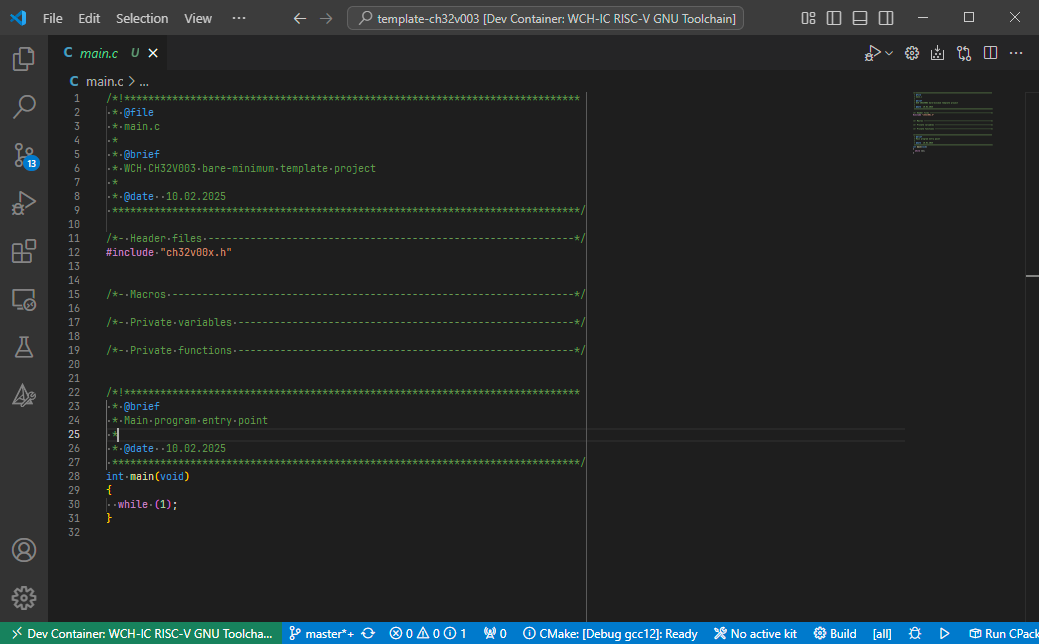 File Edit Selection View ··· template-ch32v003 [Dev Container: WCH-IC RISC-V GNU Toolchain]
C main.c U
C main.c > ...
1 /*!***************************************************************************
2 * @file
3 * main.c
4 *
5 * @brief
6 * WCH CH32V003 bare-minimum template project
7 *
8 * @date  10.02.2025
9 ******************************************************************************/
10
11 /*- Header files -------------------------------------------------------------*/
12 #include "ch32v00x.h"
13
14
15 /*- Macros -------------------------------------------------------------------*/
16
17 /*- Private variables --------------------------------------------------------*/
18
19 /*- Private functions --------------------------------------------------------*/
20
21
22 /*!***************************************************************************
23 * @brief
24 * Main program entry point
25 *
26 * @date  10.02.2025
27 ******************************************************************************/
28 int main(void)
29 {
30   while (1);
31 }
32
13
Dev Container: WCH-IC RISC-V GNU Toolcha... master*+ 0 0 1 0 CMake: [Debug gcc12]: Ready No active kit Build [all] Run CPack